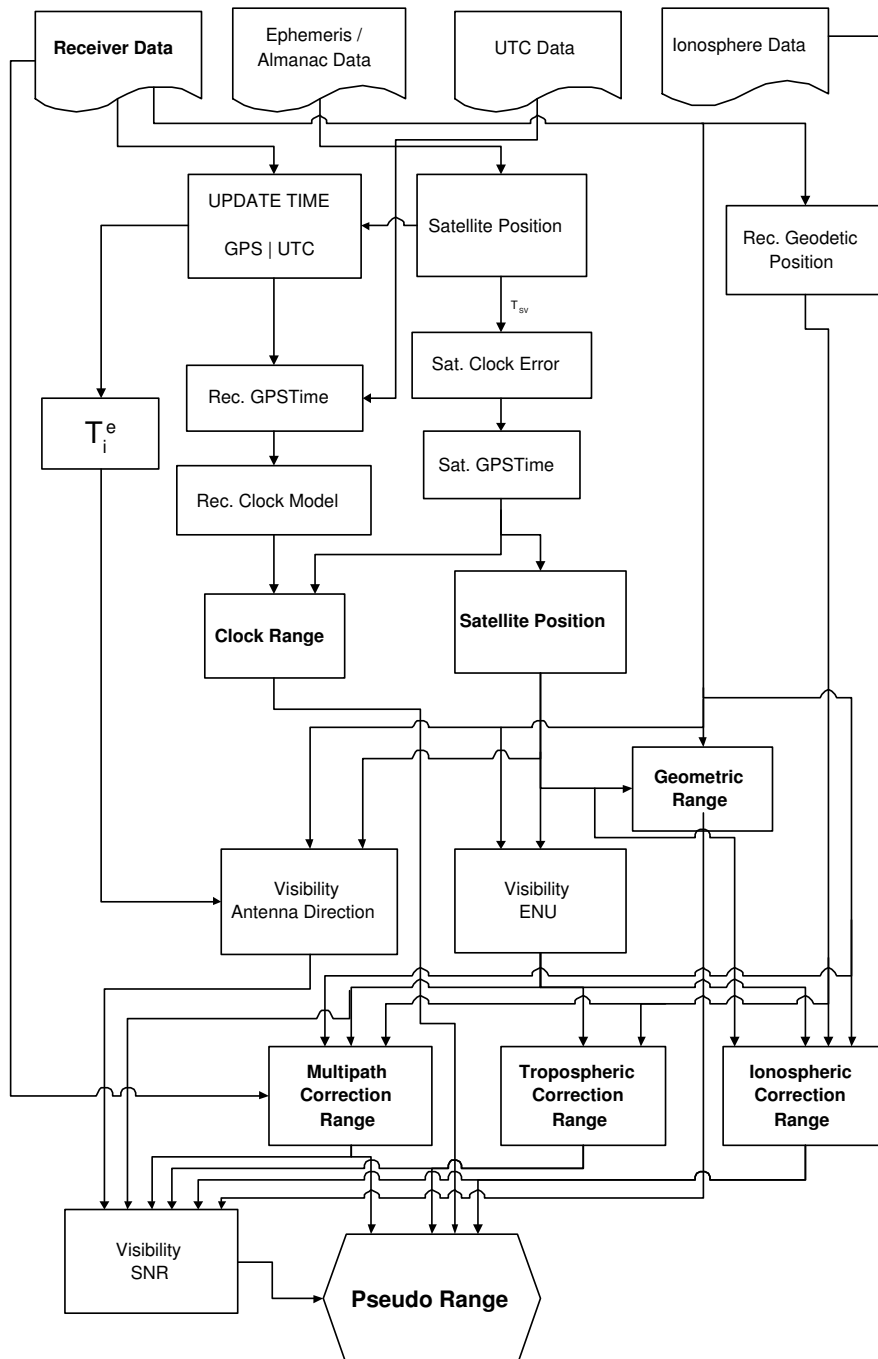 Receiver Data
Ephemeris /
Almanac Data
UTC Data
Ionosphere Data
UPDATE TIME
GPS | UTC
Satellite Position
Rec. Geodetic
Position
Tsv
Sat. Clock Error
Rec. GPSTime
T i e
Sat. GPSTime
Rec. Clock Model
Clock Range
Satellite Position
Geometric
Range
Visibility
Antenna Direction
Visibility
ENU
Multipath
Correction
Range
Tropospheric
Correction
Range
Ionospheric
Correction
Range
Visibility
SNR
Pseudo Range